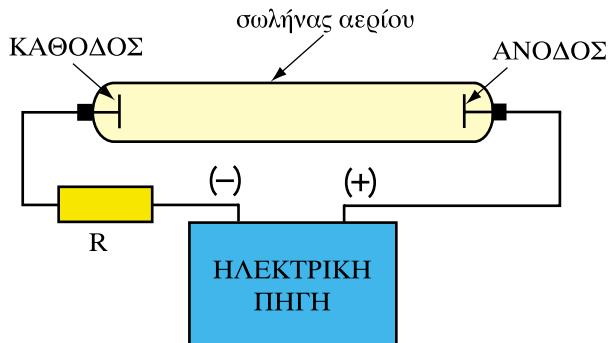 σωλήνας αερίου
ΚΑΘΟΔΟΣ
ΑΝΟΔΟΣ
(−)
(+)
R
ΗΛΕΚΤΡΙΚΗ
ΠΗΓΗ